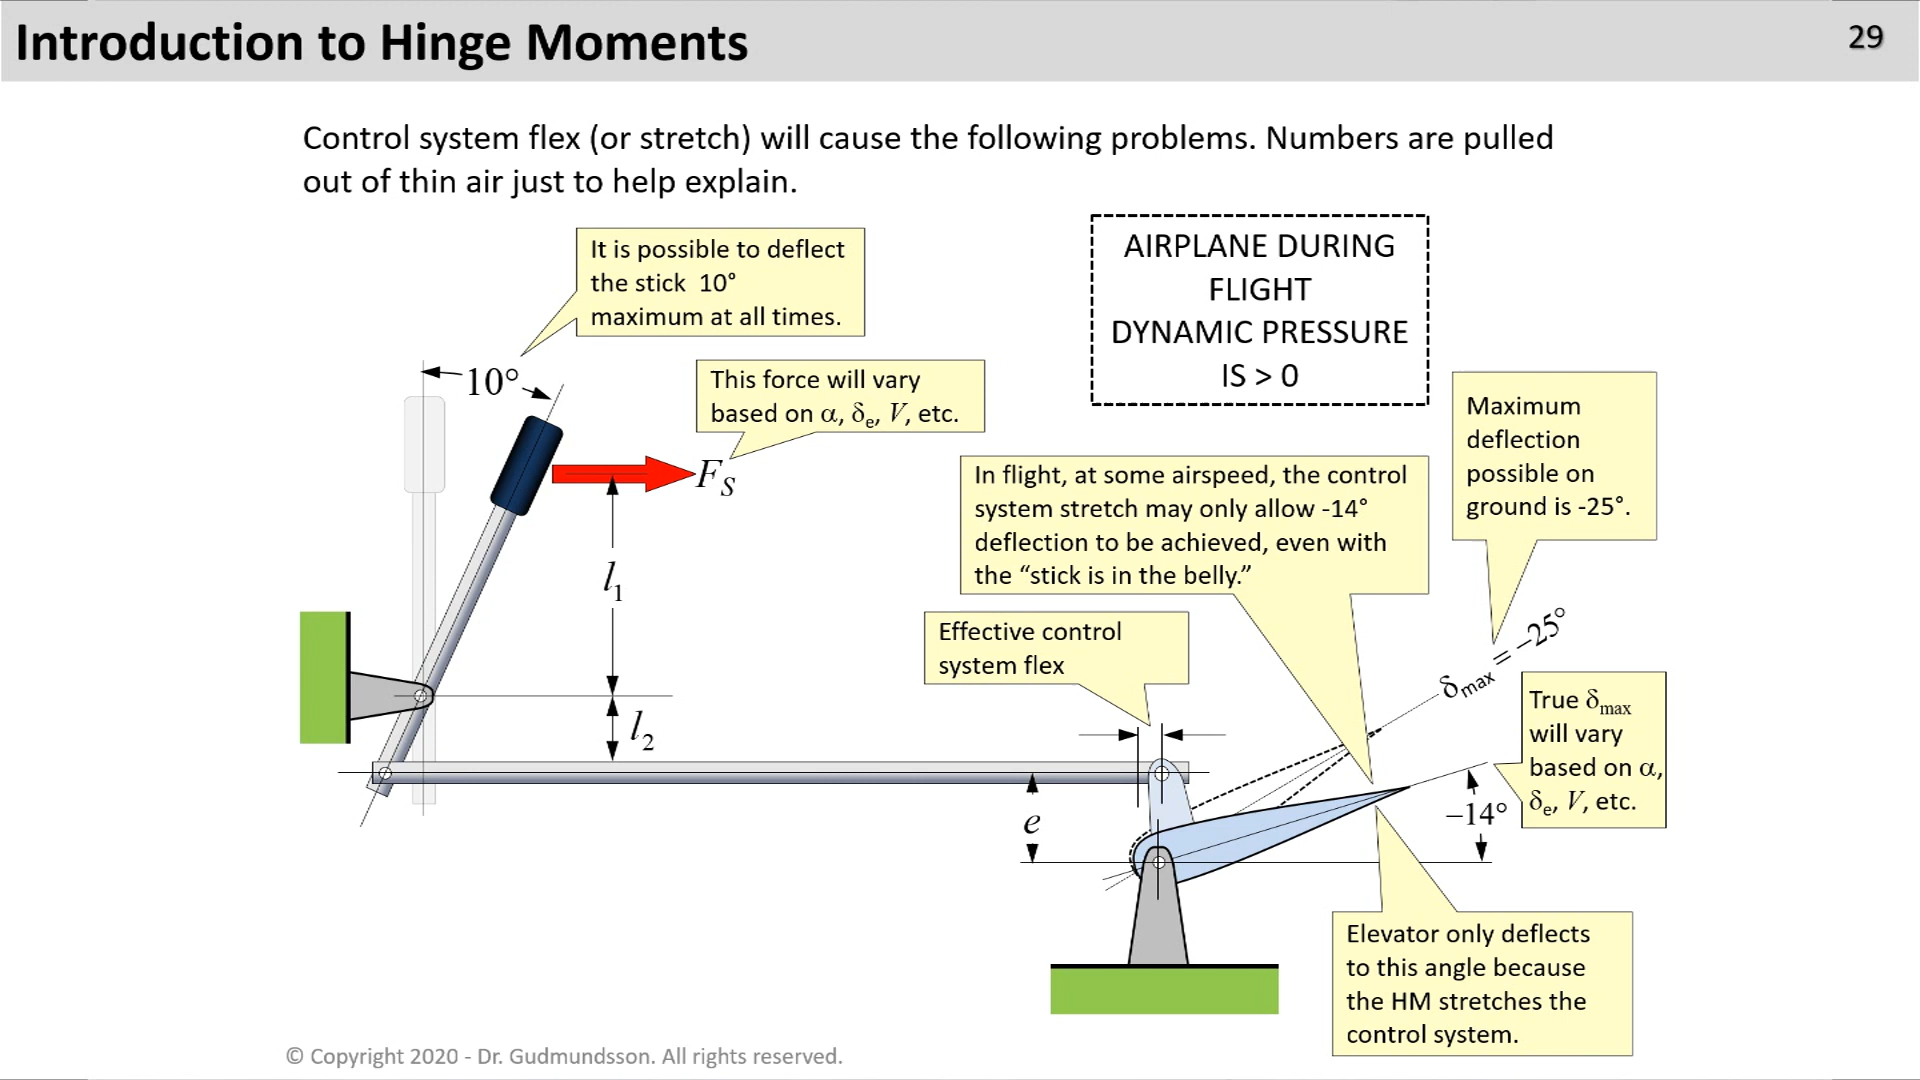 Introduction to Hinge Moments
29
Control system flex (or stretch) will cause the following problems. Numbers are pulled
out of thin air just to help explain.
It is possible to deflect
the stick  10°
maximum at all times.
AIRPLANE DURING
FLIGHT
DYNAMIC PRESSURE
IS > 0
10°
This force will vary
based on α, δe, V, etc.
FS
Maximum
deflection
possible on
ground is -25°.
In flight, at some airspeed, the control
system stretch may only allow -14°
deflection to be achieved, even with
the “stick is in the belly.”
l1
Effective control
system flex
δmax = –25°
True δmax
will vary
based on α,
δe, V, etc.
l2
e
–14°
Elevator only deflects
to this angle because
the HM stretches the
control system.
© Copyright 2020 - Dr. Gudmundsson. All rights reserved.